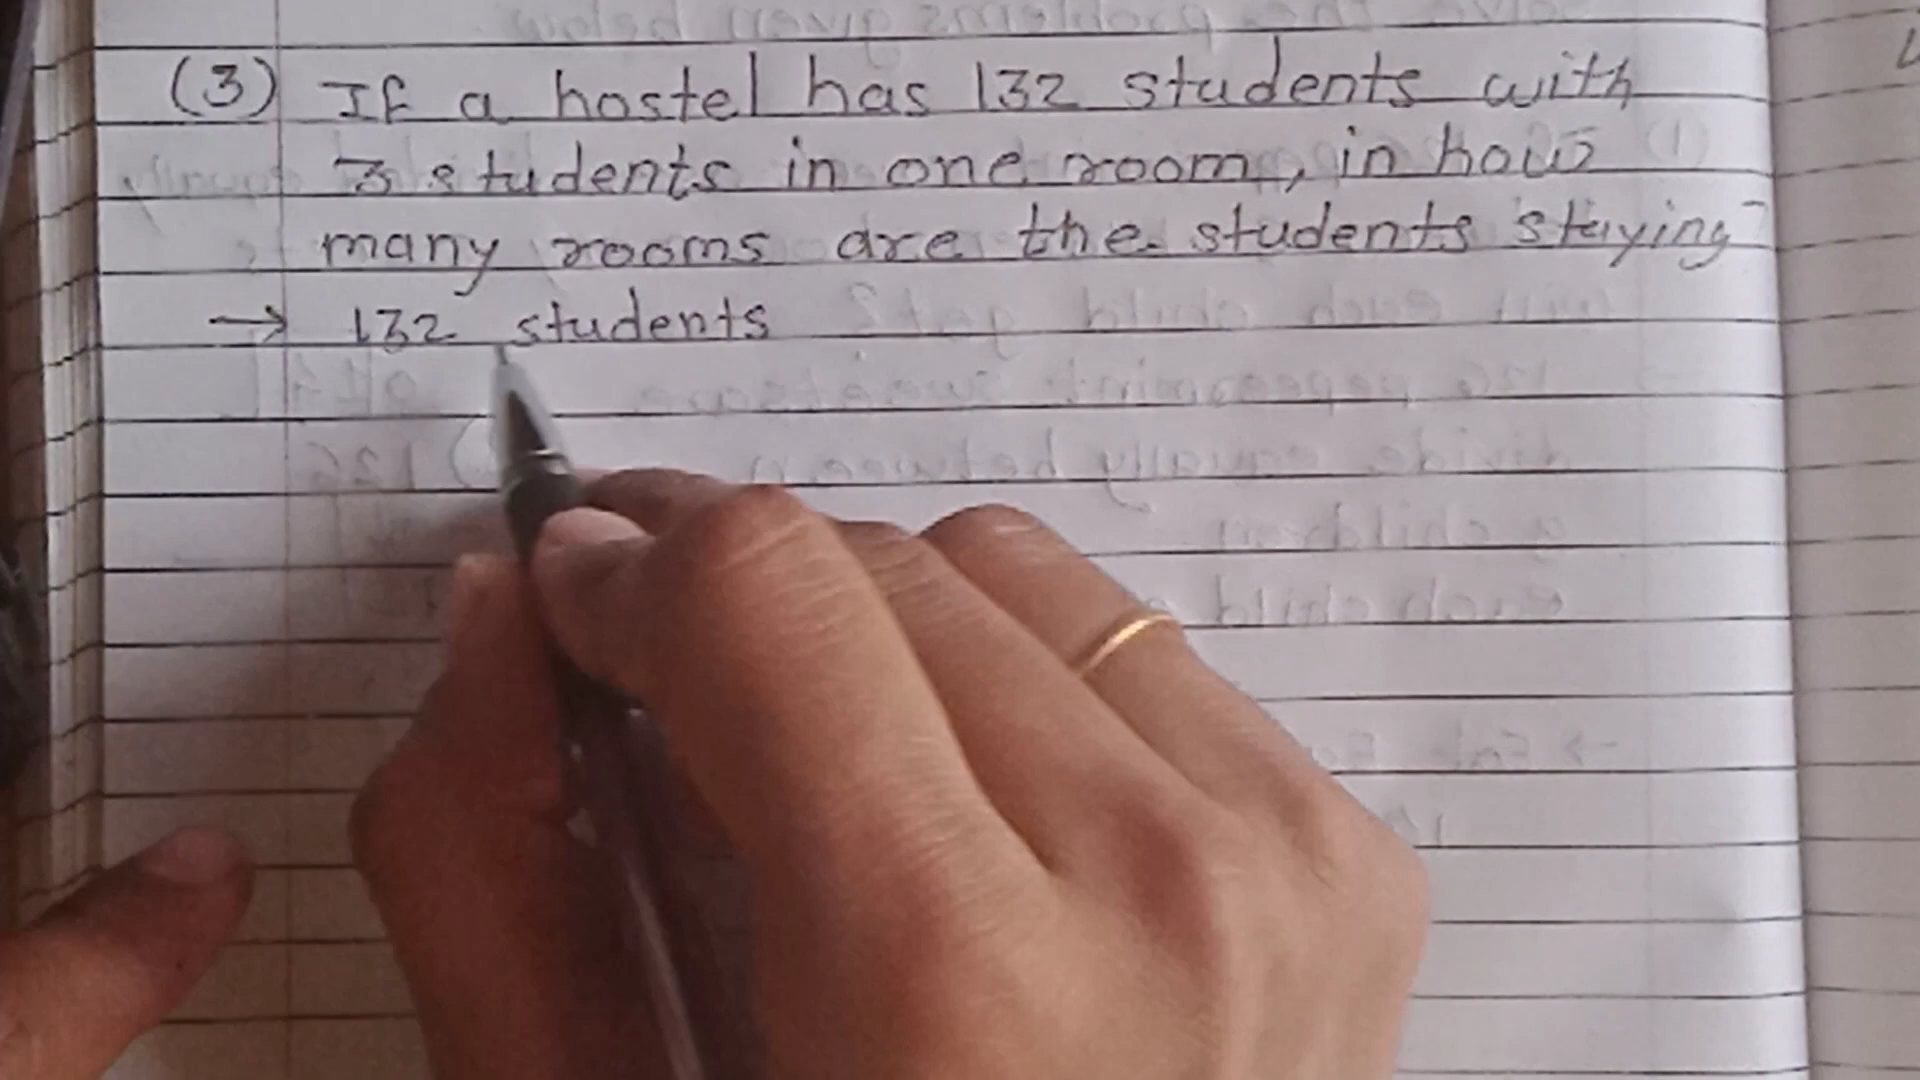 (3) If a hostel has 132 students with
3 students in one room, in how
many rooms are the students staying?
→ 132 students